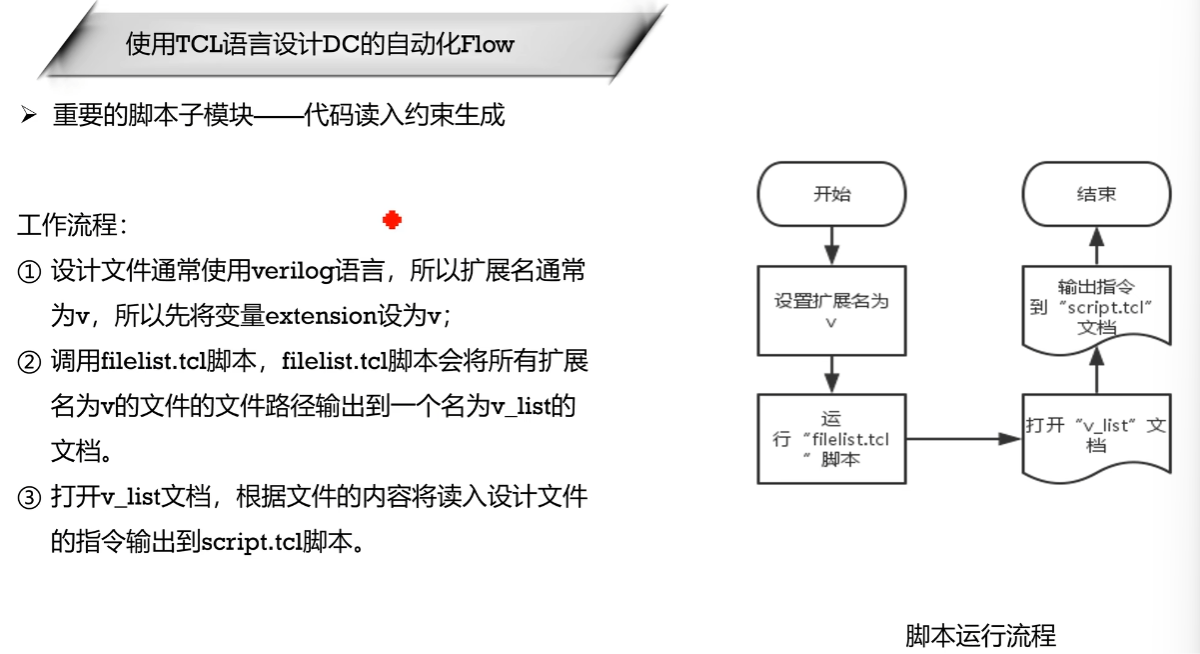 使用TCL语言设计DC的自动化Flow
重要的脚本子模块——代码读入约束生成
工作流程：
① 设计文件通常使用verilog语言，所以扩展名通常
为v，所以先将变量extension设为v；
② 调用filelist.tcl脚本，filelist.tcl脚本会将所有扩展
名为v的文件的文件路径输出到一个名为v_list的
文档。
③ 打开v_list文档，根据文件的内容将读入设计文件
的指令输出到script.tcl脚本。
开始
设置扩展名为
v
运
行“filelist.tcl
”脚本
打开“v_list”文
档
输出指令
到“script.tcl”
文档
结束
脚本运行流程